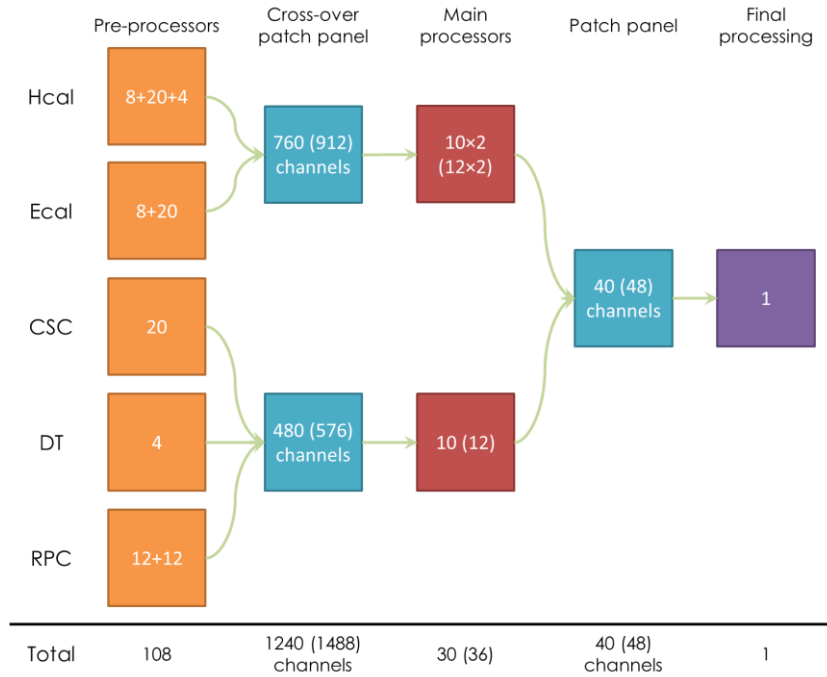 Pre-processors
Cross-over
patch panel
Main
processors
Patch panel
Final
processing
Hcal
8+20+4
760 (912)
channels
10×2
(12×2)
Ecal
8+20
40 (48)
channels
1
CSC
20
DT
4
480 (576)
channels
10 (12)
RPC
12+12
Total
108
1240 (1488)
channels
30 (36)
40 (48)
channels
1